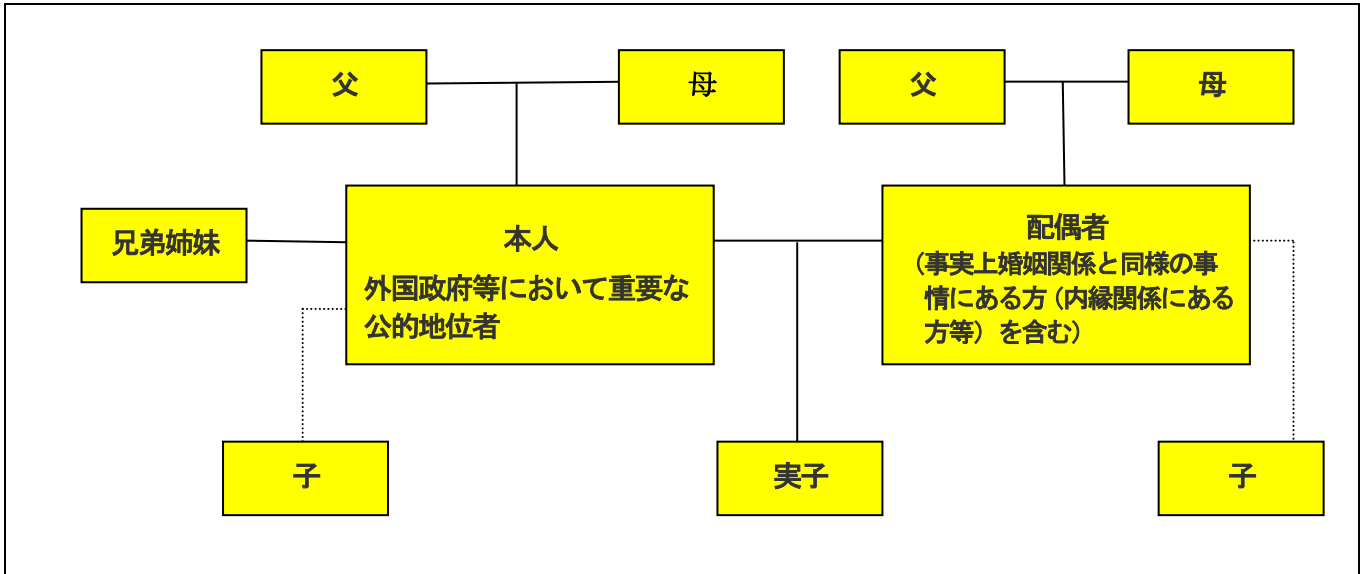 父
母
父
母
兄弟姉妹
本人
外国政府等において重要な
公的地位者
配偶者
（事実上婚姻関係と同様の事
情にある方（内縁関係にある
方等）を含む）
子
実子
子